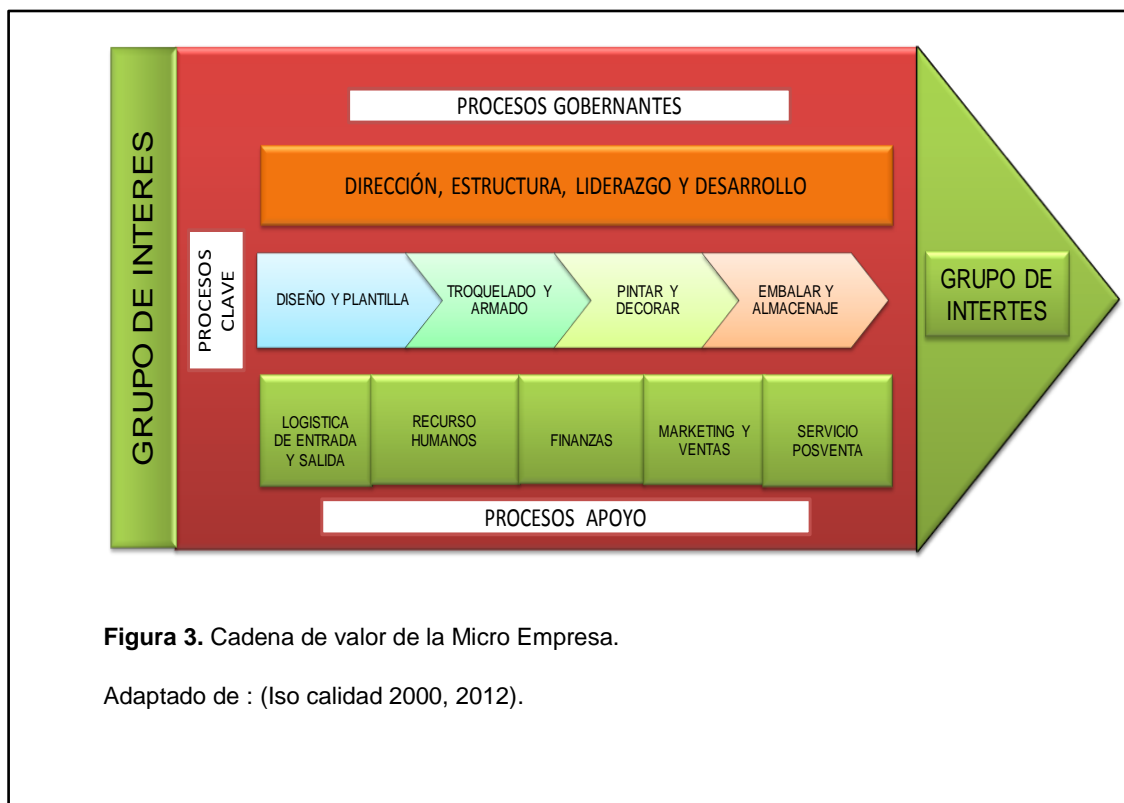 GRUPO DE INTERES
PROCESOS GOBERNANTES
DIRECCIÓN, ESTRUCTURA, LIDERAZGO Y DESARROLLO
PROCESOS
CLAVE
DISEÑO Y PLANTILLA
TROQUELADO Y
ARMADO
PINTAR Y
DECORAR
EMBALAR Y
ALMACENAJE
LOGISTICA
DE ENTRADA
Y SALIDA
RECURSO
HUMANOS
FINANZAS
MARKETING Y
VENTAS
SERVICIO
POSVENTA
PROCESOS APOYO
GRUPO DE
INTERTES
Figura 3. Cadena de valor de la Micro Empresa.
Adaptado de : (Iso calidad 2000, 2012).